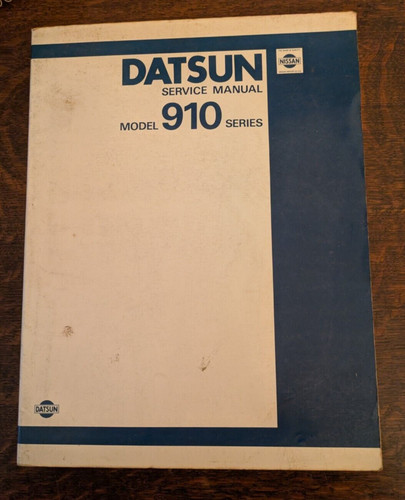 DATSUN
SERVICE MANUAL
MODEL 910 SERIES
NISSAN
DATSUN